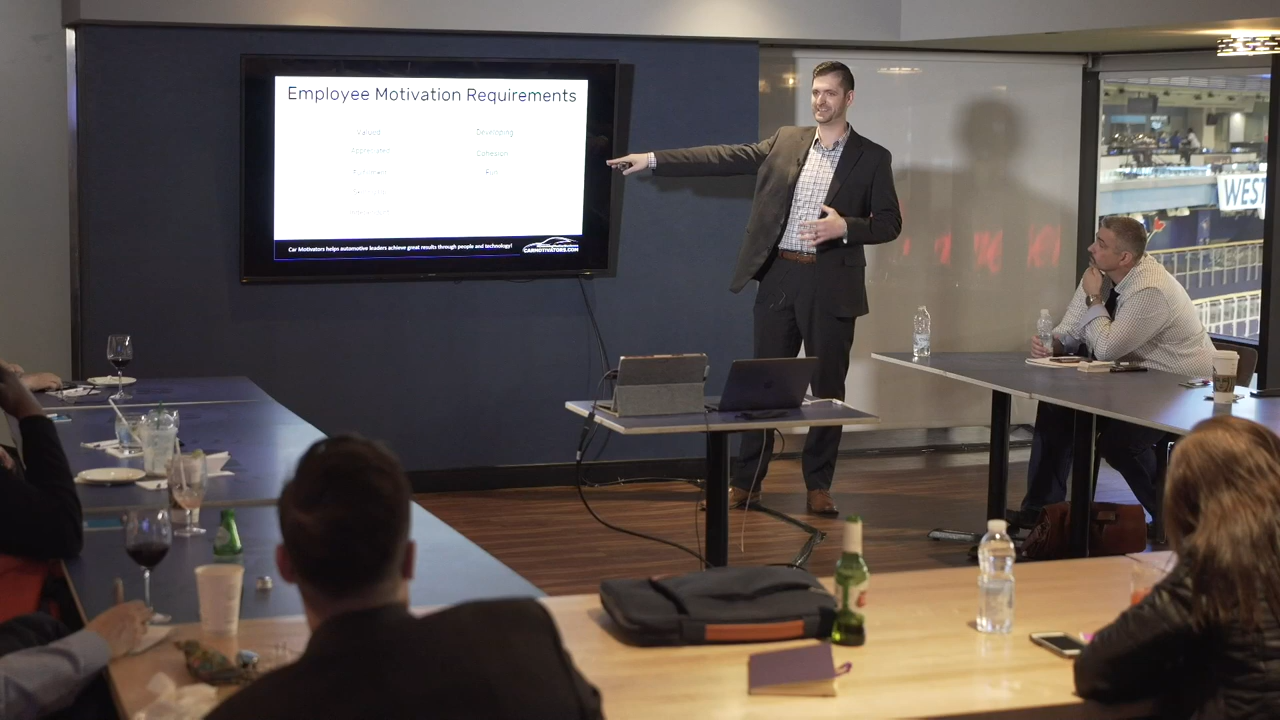 Employee Motivation Requirements
Valued
Developing
Appreciated
Cohesion
Fun
Car Motivators helps automotive leaders achieve great results through people and technology!
CARMOTIVATORS.COM
WEST